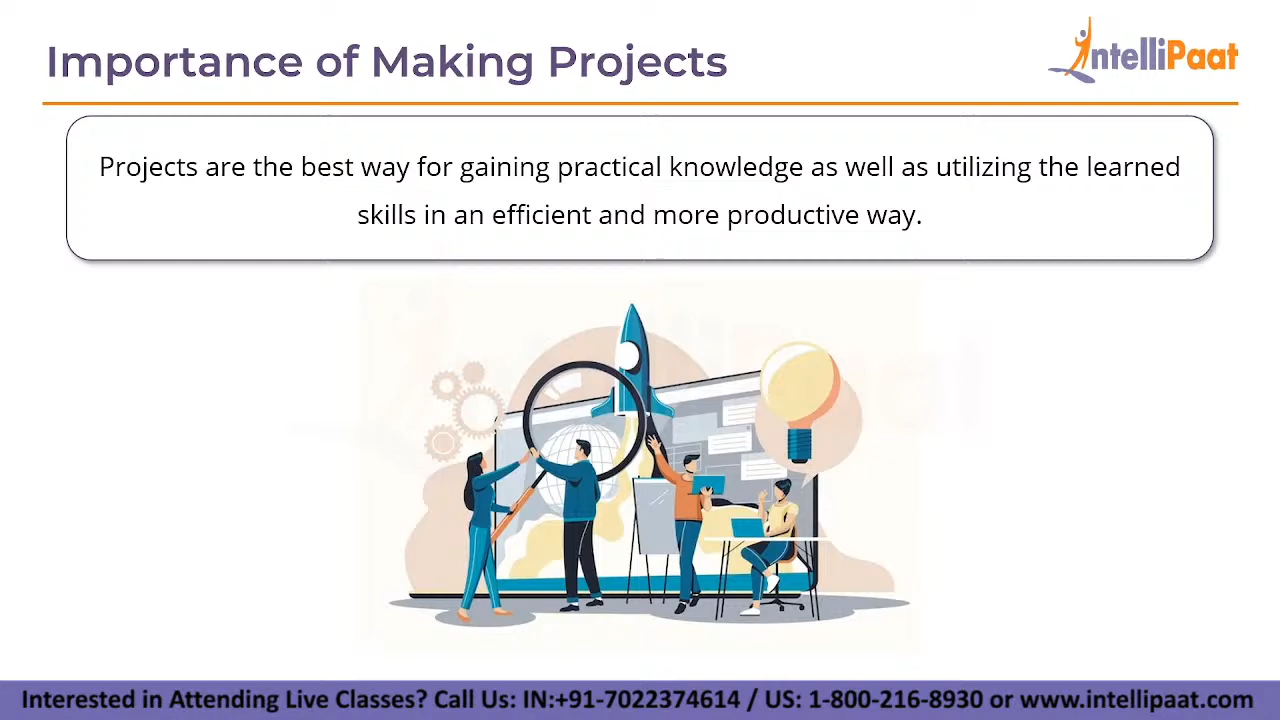 Importance of Making Projects
IntelliPaat
Projects are the best way for gaining practical knowledge as well as utilizing the learned
skills in an efficient and more productive way.
Interested in Attending Live Classes? Call Us: IN:+91-7022374614 / US: 1-800-216-8930 or www.intellipaat.com